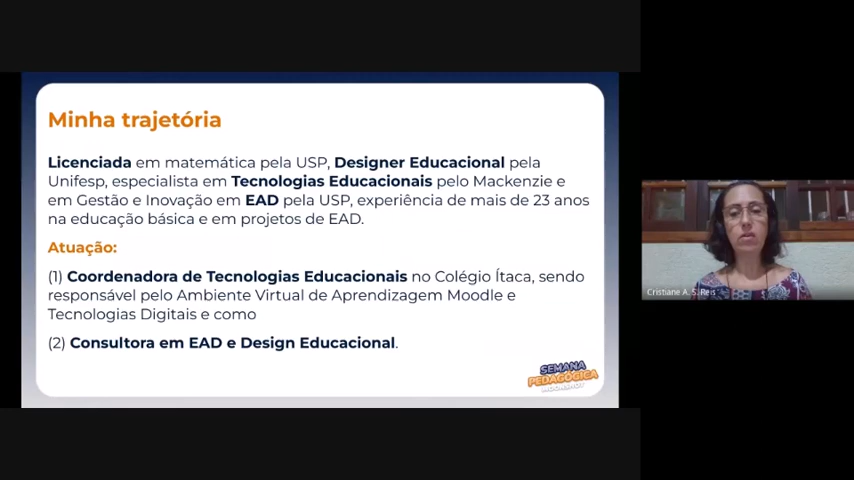 Minha trajetória
Licenciada em matemática pela USP, Designer Educacional pela
Unifesp, especialista em Tecnologias Educacionais pelo Mackenzie e
em Gestão e Inovação em EAD pela USP, experiência de mais de 23 anos
na educação básica e em projetos de EAD.
Atuação:
(1) Coordenadora de Tecnologias Educacionais no Colégio Ítaca, sendo
responsável pelo Ambiente Virtual de Aprendizagem Moodle e
Tecnologias Digitais e como
(2) Consultora em EAD e Design Educacional.
SEMANA
PEDAGÓGICA
MOONSHOT
Cristiane A. S. Reis